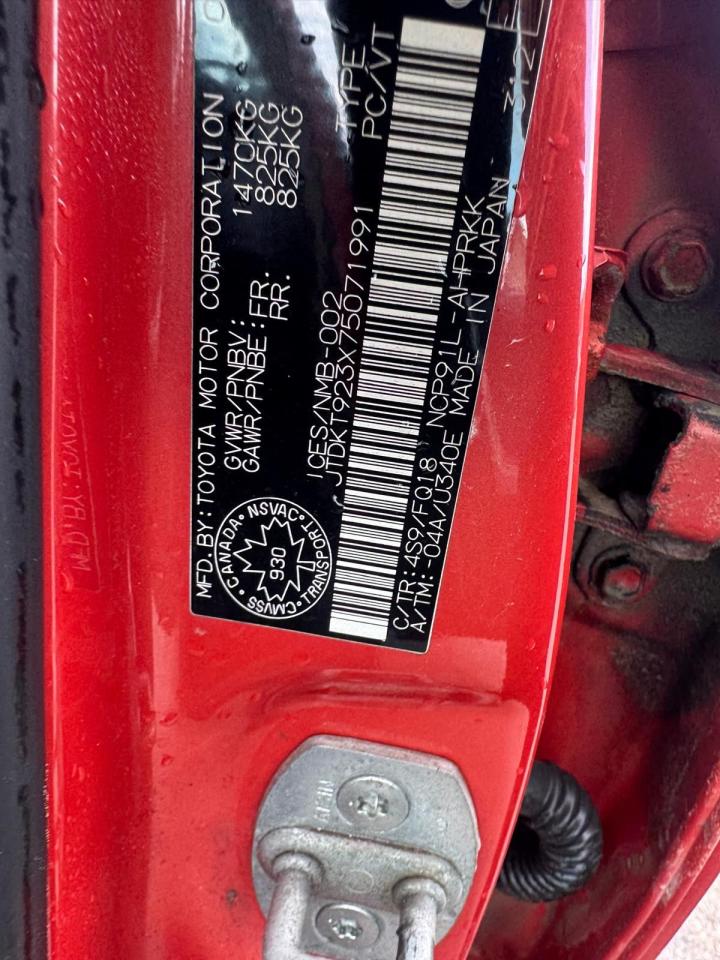 MFD.BY:TOYOTA MOTOR CORPORATION
GVWR/PNBV: 1470KG
GAWR/PNBE:FR: 825KG
RR: 825KG
CANADA · NSVAC · TRANSPORT · CMVSS ·
930
ICES/NMB-002
JTDKT923X75071991 TYPE
PC/VT
C/TR:4S9/FQ18 NCP91L-AHPRKK
A/TM:-04A/U340E MADE IN JAPAN
312